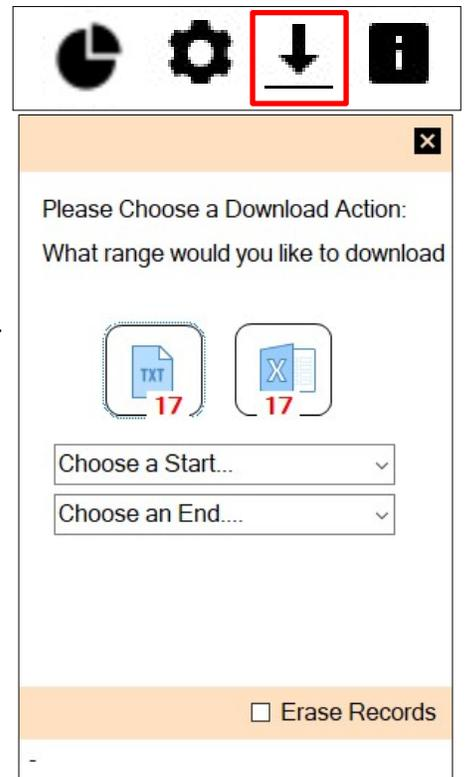 i
Please Choose a Download Action:
What range would you like to download
TXT X
17 17
Choose a Start...
Choose an End....
Erase Records
-